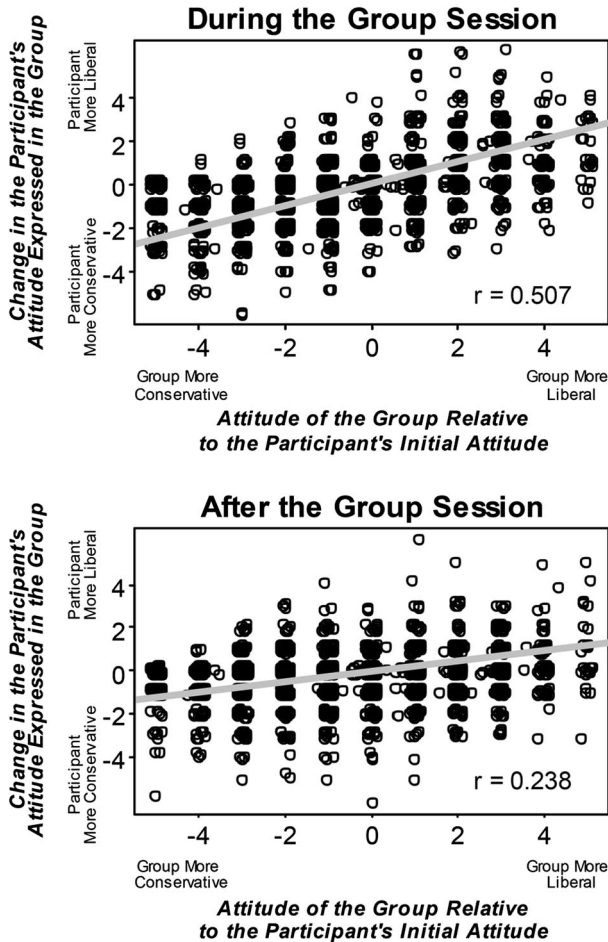 During the Group Session
Change in the Participant's
Attitude Expressed in the Group
Participant
More Liberal
Participant
More Conservative
4
2
0
-2
-4
r = 0.507
-4
-2
0
2
4
Group More
Conservative
Group More
Liberal
Attitude of the Group Relative
to the Participant's Initial Attitude
After the Group Session
Change in the Participant's
Attitude Expressed in the Group
Participant
More Liberal
Participant
More Conservative
4
2
0
-2
-4
r = 0.238
-4
-2
0
2
4
Group More
Conservative
Group More
Liberal
Attitude of the Group Relative
to the Participant's Initial Attitude